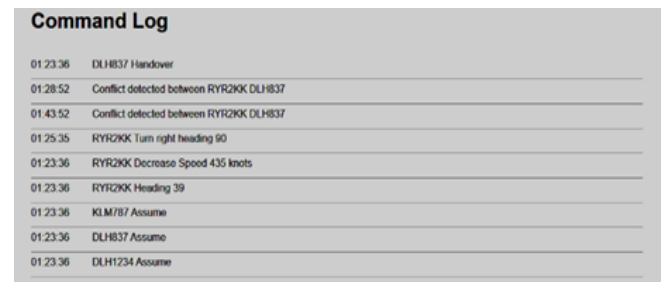 Command Log
01:23:36 DLH837 Handover
01:28:52 Conflict detected between RYR2KK DLH837
01:43:52 Conflict detected between RYR2KK DLH837
01:25:35 RYR2KK Turn right heading 90
01:23:36 RYR2KK Decrease Speed 435 knots
01:23:36 RYR2KK Heading 39
01:23:36 KLM787 Assume
01:23:36 DLH837 Assume
01:23:36 DLH1234 Assume